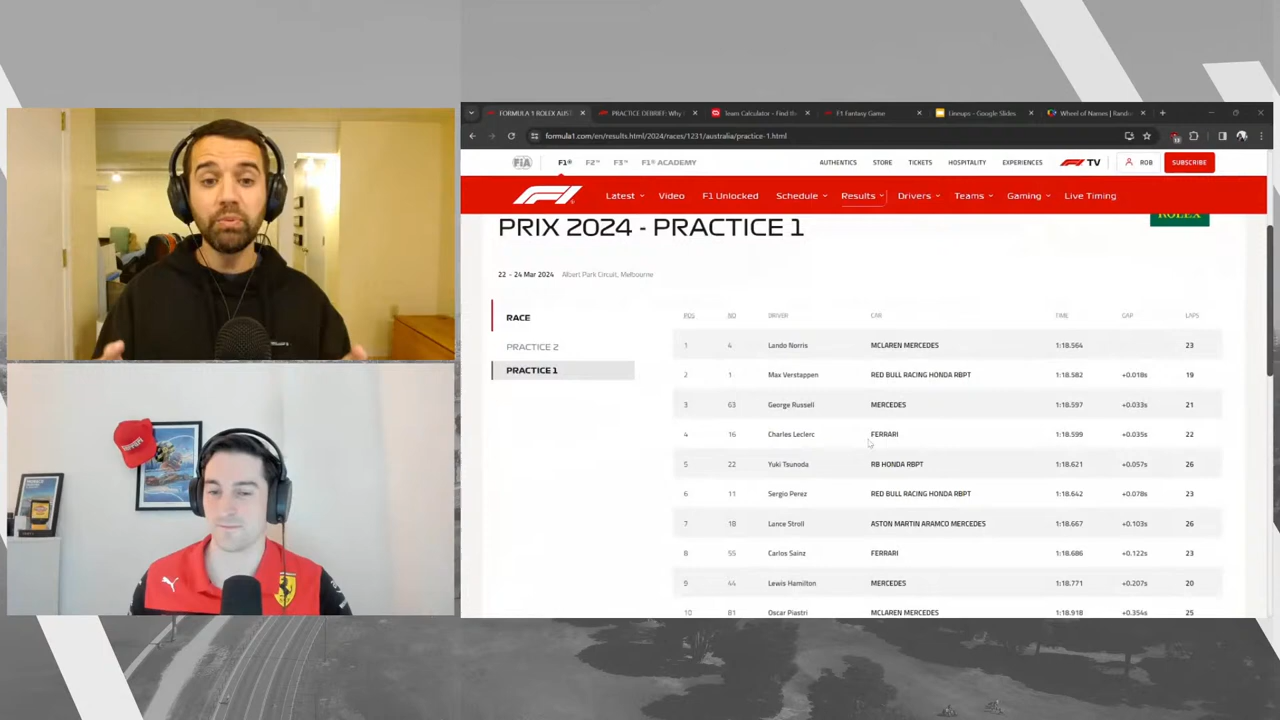 FORMULA 1 ROLEX AUST
PRACTICE DEBRIEF: Why
Team Calculator - Find th
F1 Fantasy Game
Lineups - Google Slides
Wheel of Names | Rando
formula1.com/en/results.html/2024/races/1231/australia/practice-1.html
FIA F1® F2™ F3™ F1® ACADEMY AUTHENTICS STORE TICKETS HOSPITALITY EXPERIENCES F1 TV ROB SUBSCRIBE
F1 Latest Video F1 Unlocked Schedule Results Drivers Teams Gaming Live Timing
PRIX 2024 - PRACTICE 1
ROLEX
22 - 24 Mar 2024 Albert Park Circuit, Melbourne
RACE
PRACTICE 2
PRACTICE 1
POS NO DRIVER CAR TIME GAP LAPS
1 4 Lando Norris MCLAREN MERCEDES 1:18.564 23
2 1 Max Verstappen RED BULL RACING HONDA RBPT 1:18.582 +0.018s 19
3 63 George Russell MERCEDES 1:18.597 +0.033s 21
4 16 Charles Leclerc FERRARI 1:18.599 +0.035s 22
5 22 Yuki Tsunoda RB HONDA RBPT 1:18.621 +0.057s 26
6 11 Sergio Perez RED BULL RACING HONDA RBPT 1:18.642 +0.078s 23
7 18 Lance Stroll ASTON MARTIN ARAMCO MERCEDES 1:18.667 +0.103s 26
8 55 Carlos Sainz FERRARI 1:18.686 +0.122s 23
9 44 Lewis Hamilton MERCEDES 1:18.771 +0.207s 20
10 81 Oscar Piastri MCLAREN MERCEDES 1:18.918 +0.354s 25